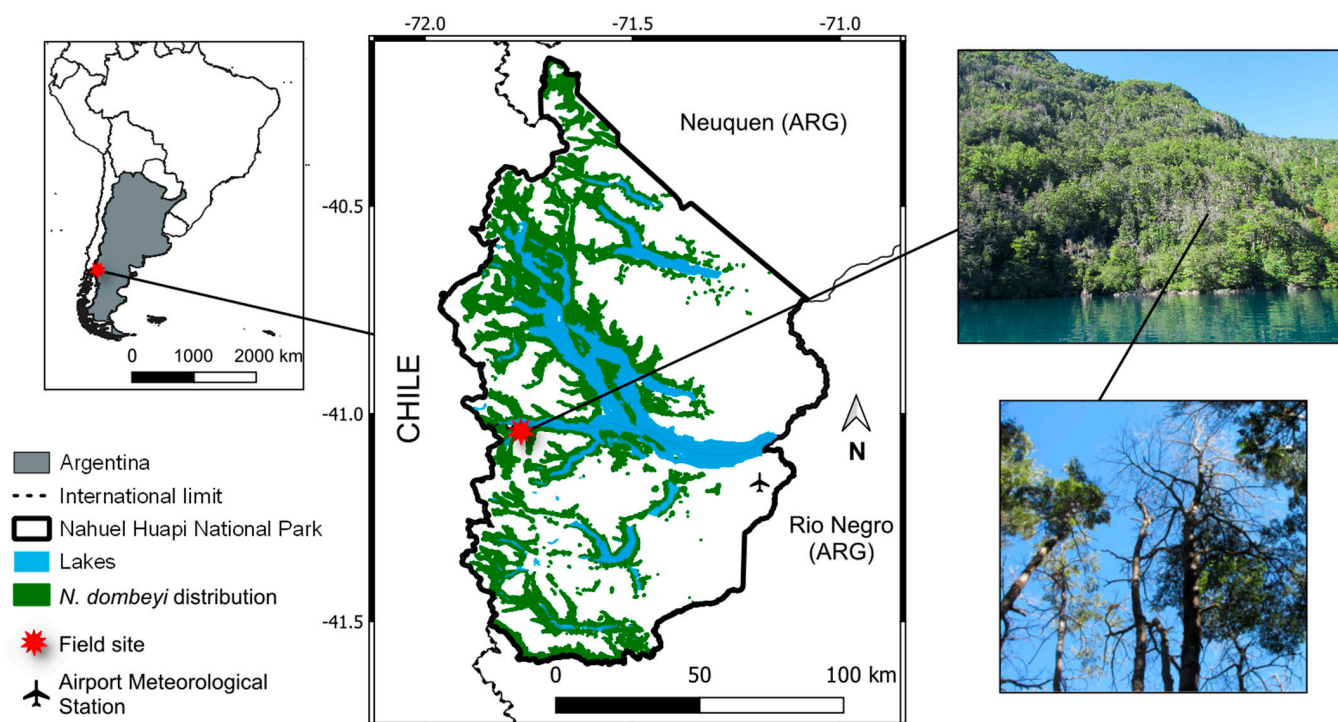 -72.0 -71.5 -71.0
Neuquen (ARG)
-40.5
0 1000 2000 km
-41.0
CHILE
N
Rio Negro
(ARG)
-41.5
0 50 100 km
Argentina
International limit
Nahuel Huapi National Park
Lakes
N. dombeyi distribution
Field site
Airport Meteorological
Station